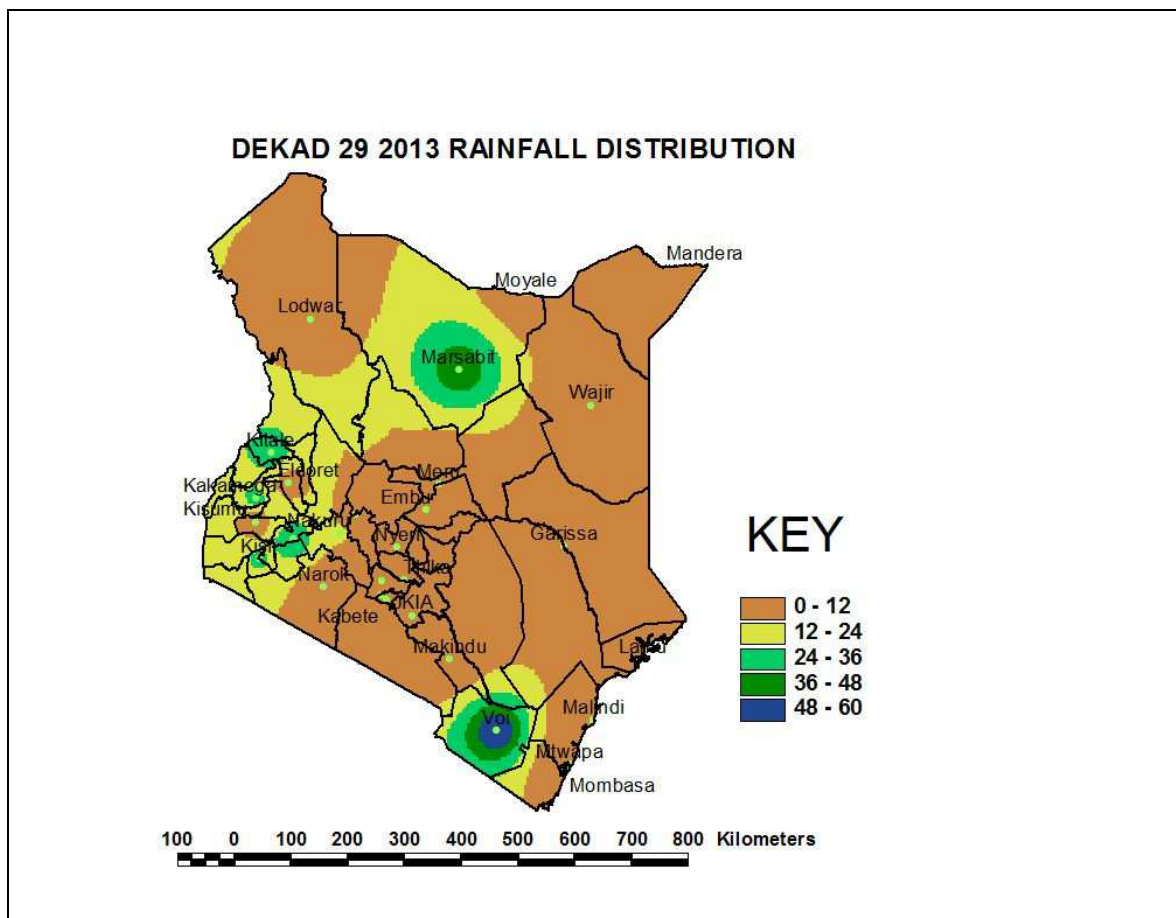 DEKAD 29 2013 RAINFALL DISTRIBUTION
Mandera
Moyale
Lodwar
Marsabit
Wajir
Kitale
Eldoret
Meru
Kakamega
Embu
Kisumu
Nakuru
Nyeri
Garissa
KEY
Kisii
Thika
Narok
0 - 12
JKIA
Kabete
12 - 24
Makindu
Lamu
24 - 36
36 - 48
Malindi
48 - 60
Voi
Mtwapa
Mombasa
100 0 100 200 300 400 500 600 700 800 Kilometers